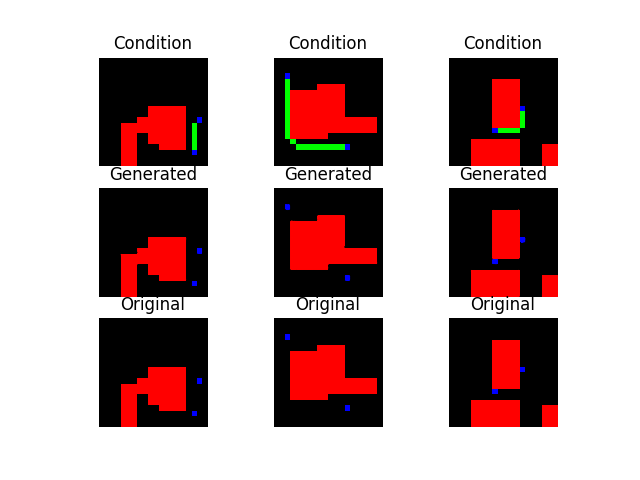 Condition Condition Condition
Generated Generated Generated
Original Original Original